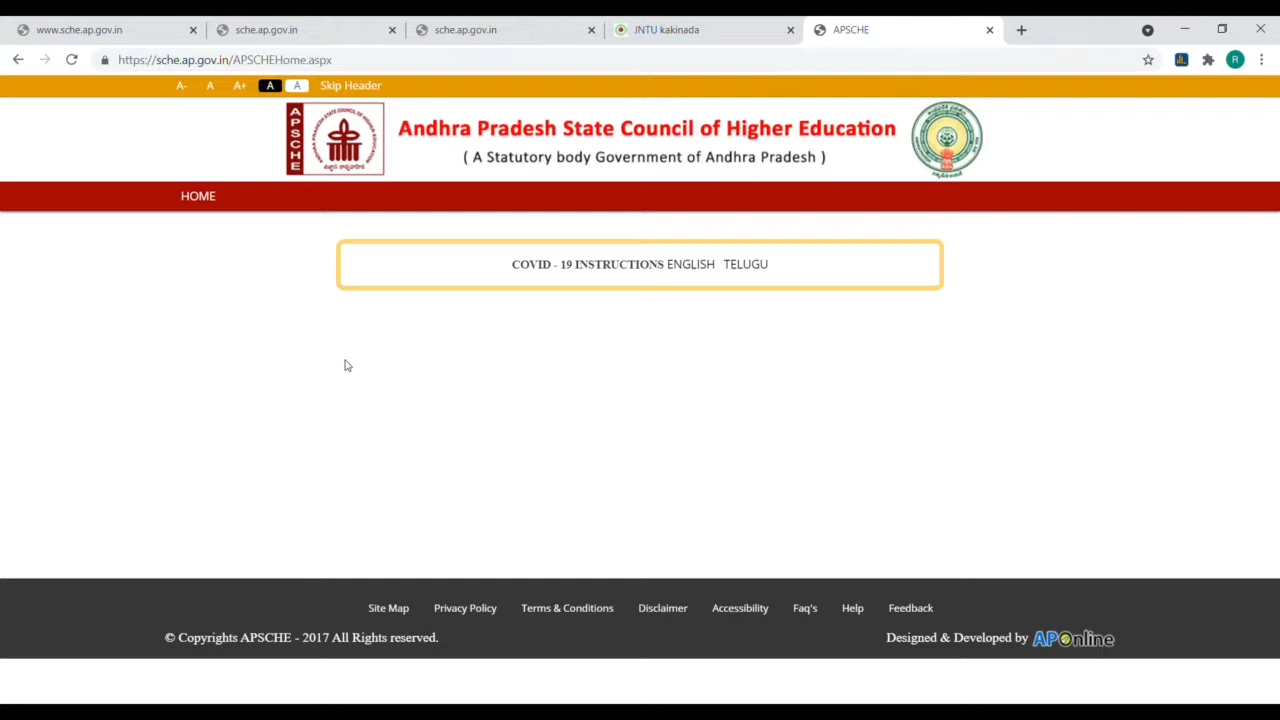 www.sche.ap.gov.in
sche.ap.gov.in
sche.ap.gov.in
JNTU kakinada
APSCHE
https://sche.ap.gov.in/APSCHEHome.aspx
R
A- A A+ A A Skip Header
APSCHE
Andhra Pradesh State Council of Higher Education
( A Statutory body Government of Andhra Pradesh )
HOME
COVID - 19 INSTRUCTIONS ENGLISH TELUGU
Site Map Privacy Policy Terms & Conditions Disclaimer Accessibility Faq's Help Feedback
© Copyrights APSCHE - 2017 All Rights reserved.
Designed & Developed by APOnline